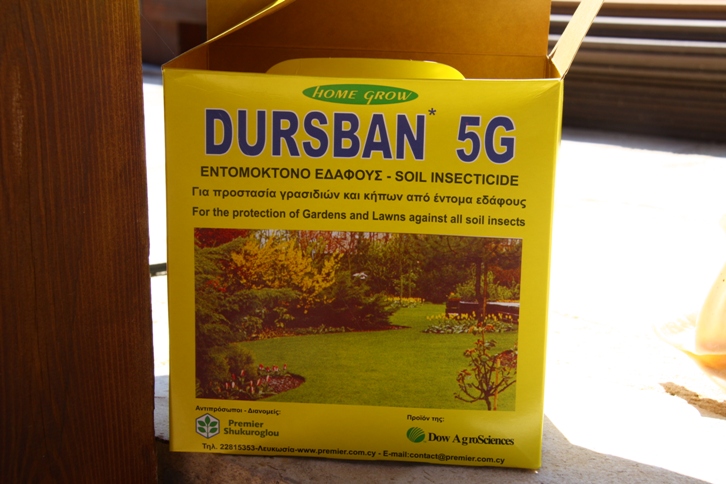 HOME GROW
DURSBAN* 5G
ΕΝΤΟΜΟΚΤΟΝΟ ΕΔΑΦΟΥΣ - SOIL INSECTICIDE
Για προστασία γρασιδιών και κήπων από έντομα εδάφους
For the protection of Gardens and Lawns against all soil insects
Αντιπρόσωποι - Διανομείς:
Premier
Shukuroglou
Προϊόν της:
Dow AgroSciences
Τηλ. 22815353-Λευκωσία-www.premier.com.cy - E-mail:contact@premier.com.cy